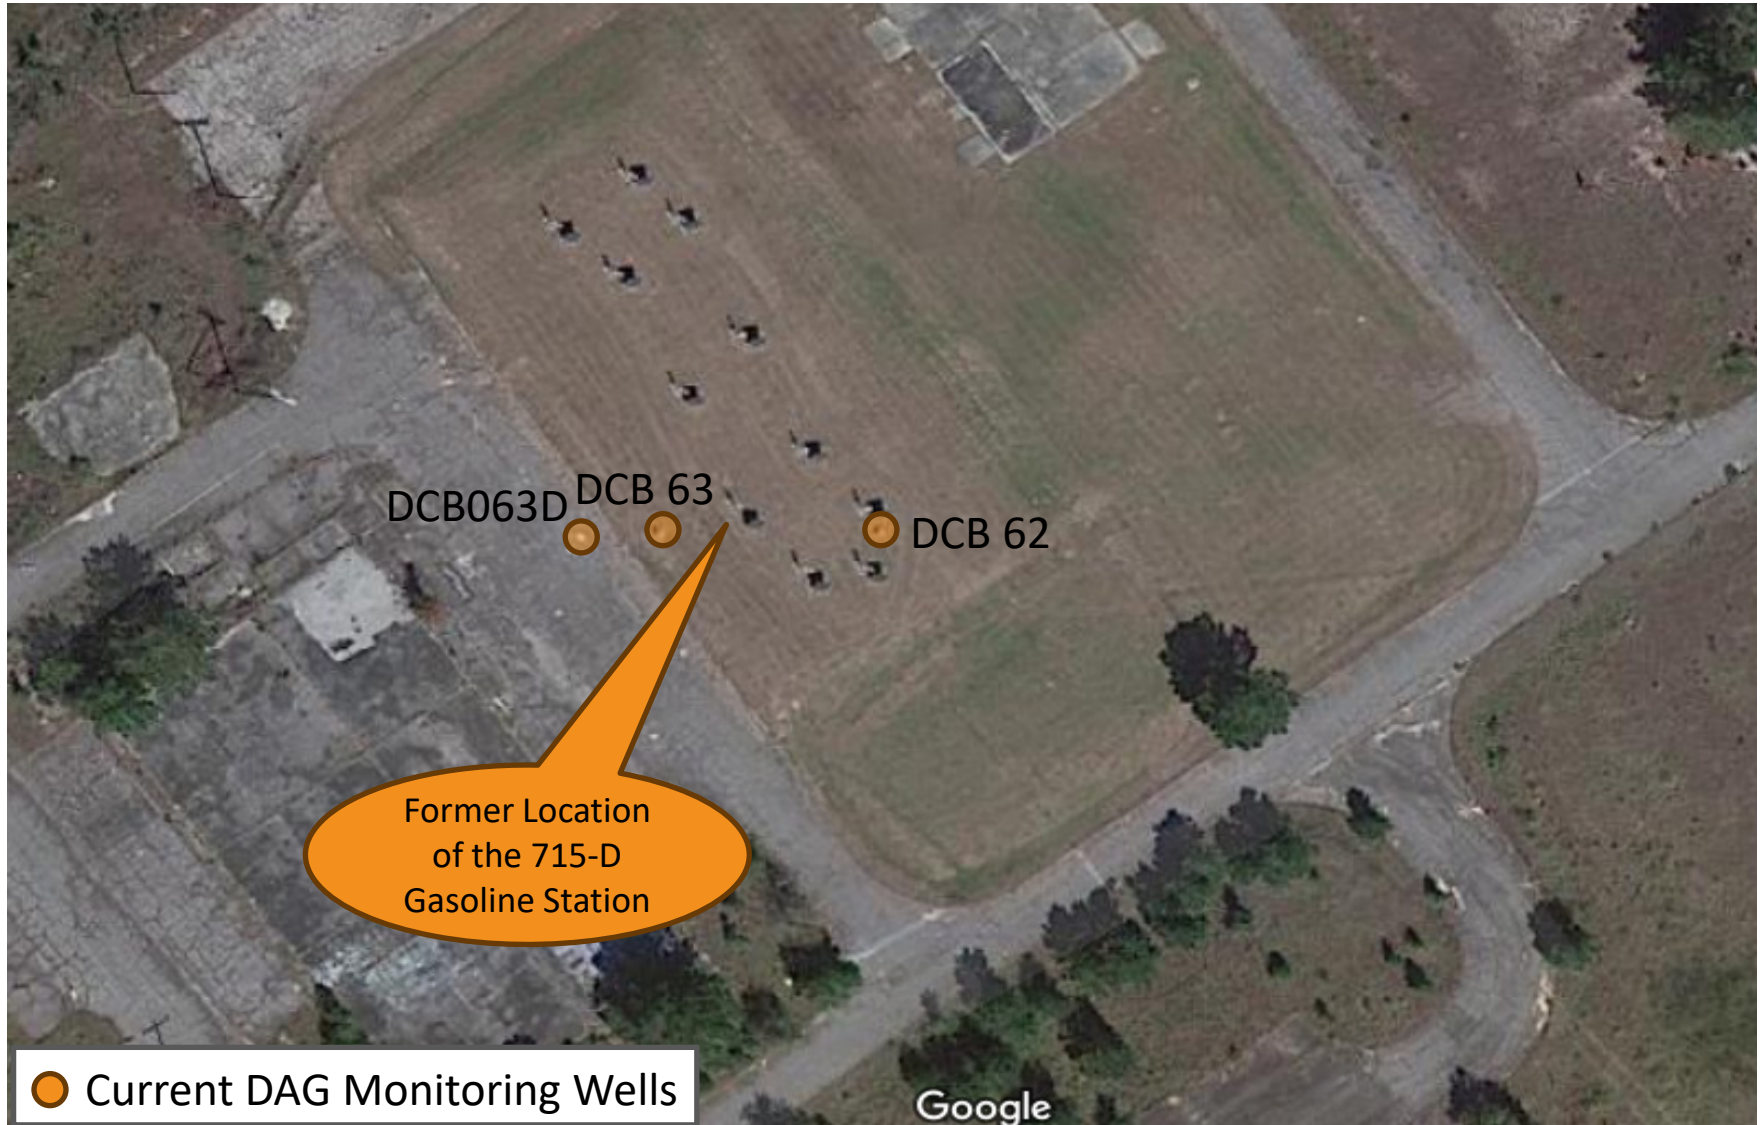 DCB063D
DCB 63
DCB 62
Former Location
of the 715-D
Gasoline Station
Current DAG Monitoring Wells
Google